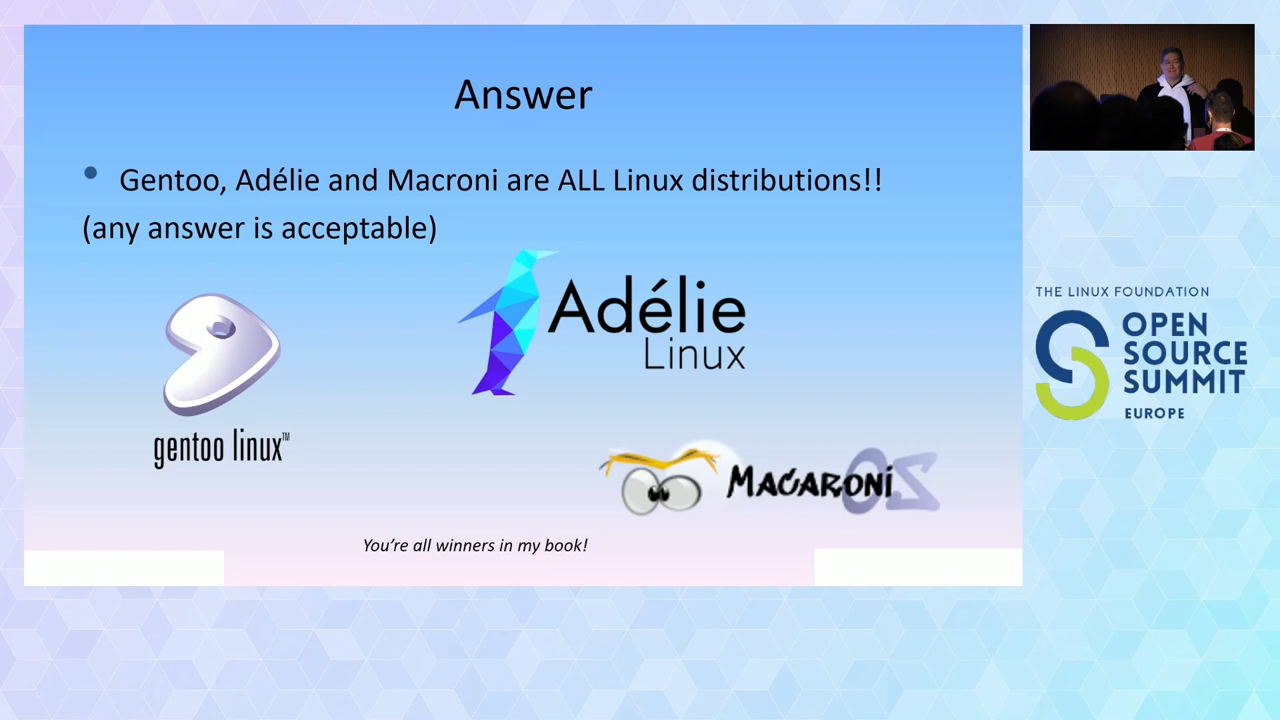 Answer
• Gentoo, Adélie and Macroni are ALL Linux distributions!!
(any answer is acceptable)
Adélie
Linux
gentoo linux™
MACARONI OS
You're all winners in my book!
THE LINUX FOUNDATION
OPEN
SOURCE
SUMMIT
EUROPE